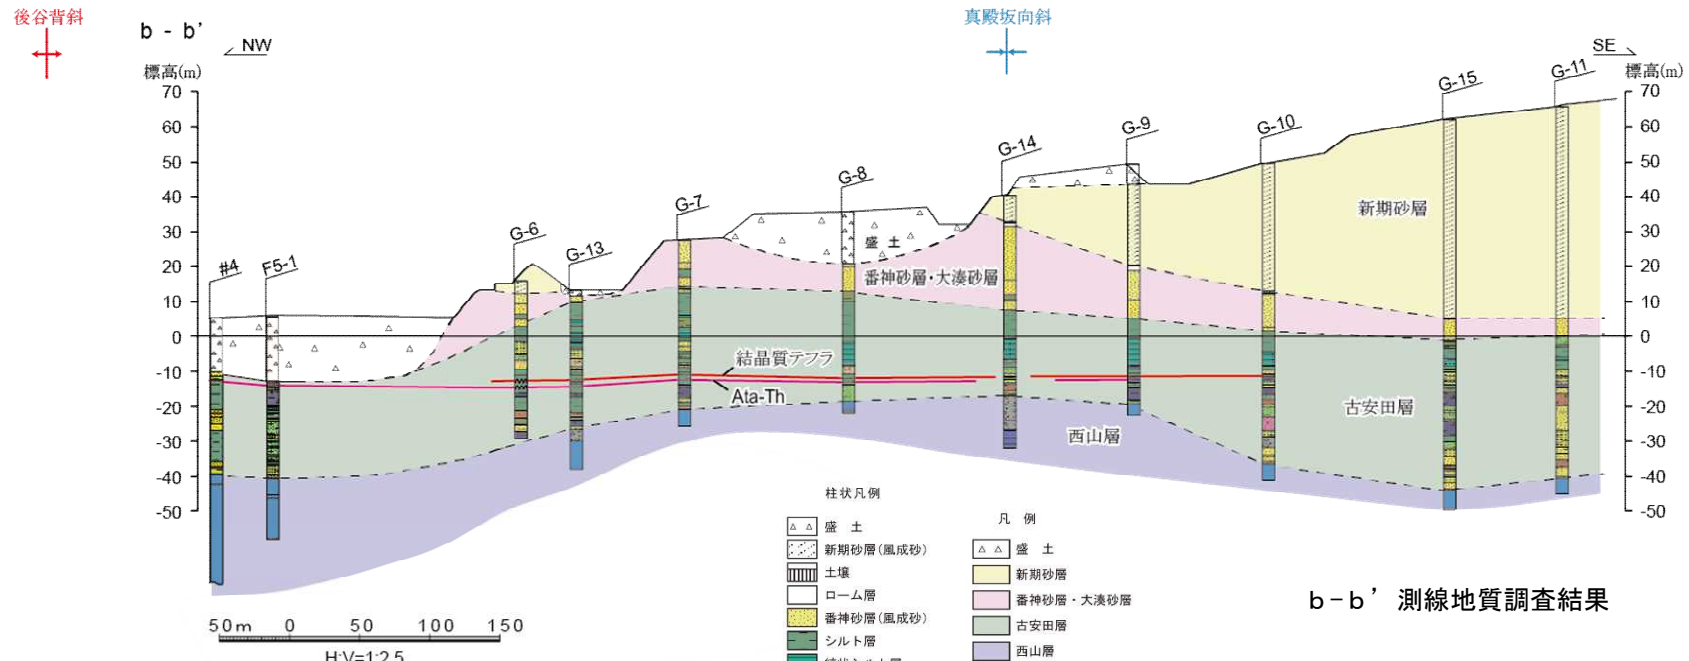 後谷背斜
真殿坂向斜
b - b’
NW
SE
標高(m)
標高(m)
70
60
50
40
30
20
10
0
-10
-20
-30
-40
-50
70
60
50
40
30
20
10
0
-10
-20
-30
-40
-50
#4
F5-1
G-6
G-13
G-7
G-8
G-14
G-9
G-10
G-15
G-11
盛 土
番神砂層・大湊砂層
新期砂層
結晶質テフラ
Ata-Th
古安田層
西山層
柱状凡例
盛 土
新期砂層(風成砂)
土壌
ローム層
番神砂層(風成砂)
シルト層
凡 例
盛 土
新期砂層
番神砂層・大湊砂層
古安田層
西山層
b-b’測線地質調査結果
50m 0 50 100 150
H:V=1:2.5